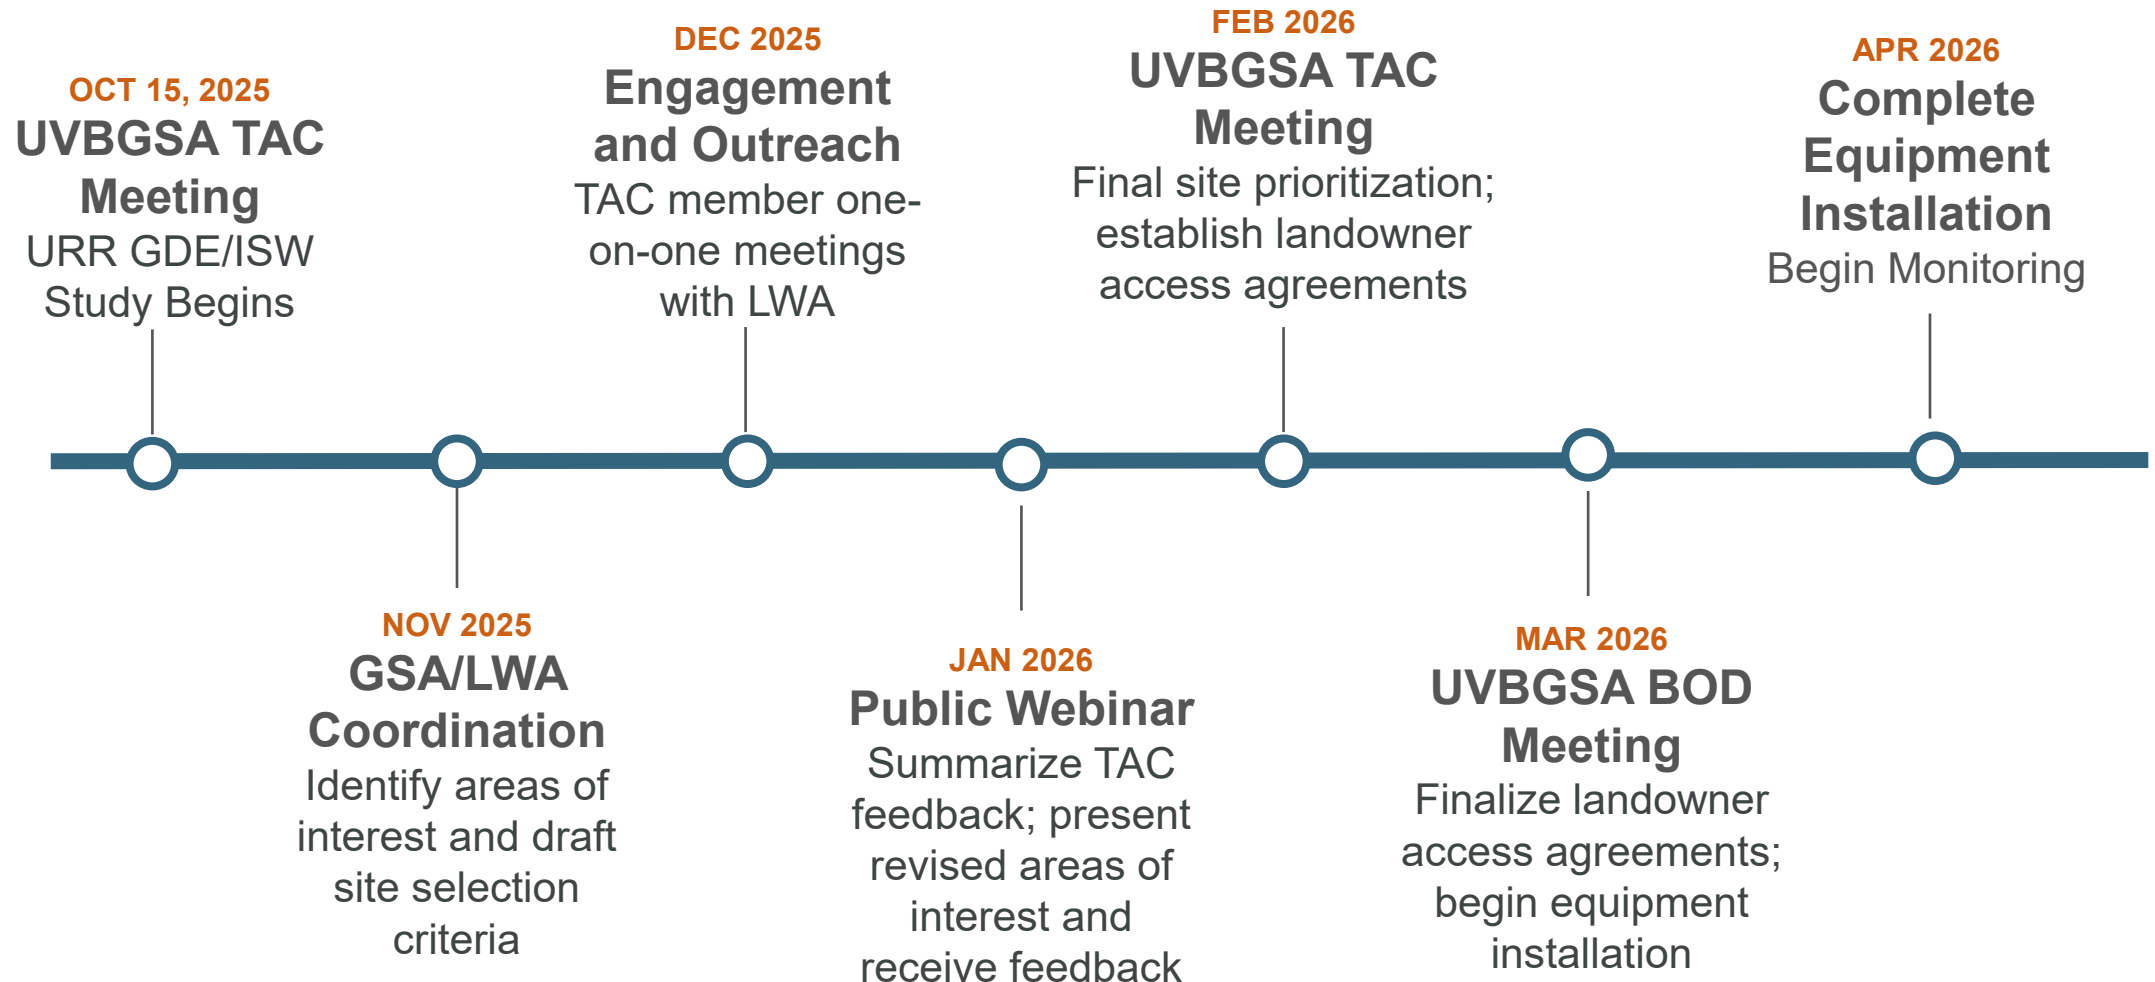 OCT 15, 2025
UVBGSA TAC
Meeting
URR GDE/ISW
Study Begins
NOV 2025
GSA/LWA
Coordination
Identify areas of
interest and draft
site selection
criteria
DEC 2025
Engagement
and Outreach
TAC member one-
on-one meetings
with LWA
JAN 2026
Public Webinar
Summarize TAC
feedback; present
revised areas of
interest and
receive feedback
FEB 2026
UVBGSA TAC
Meeting
Final site prioritization;
establish landowner
access agreements
MAR 2026
UVBGSA BOD
Meeting
Finalize landowner
access agreements;
begin equipment
installation
APR 2026
Complete
Equipment
Installation
Begin Monitoring